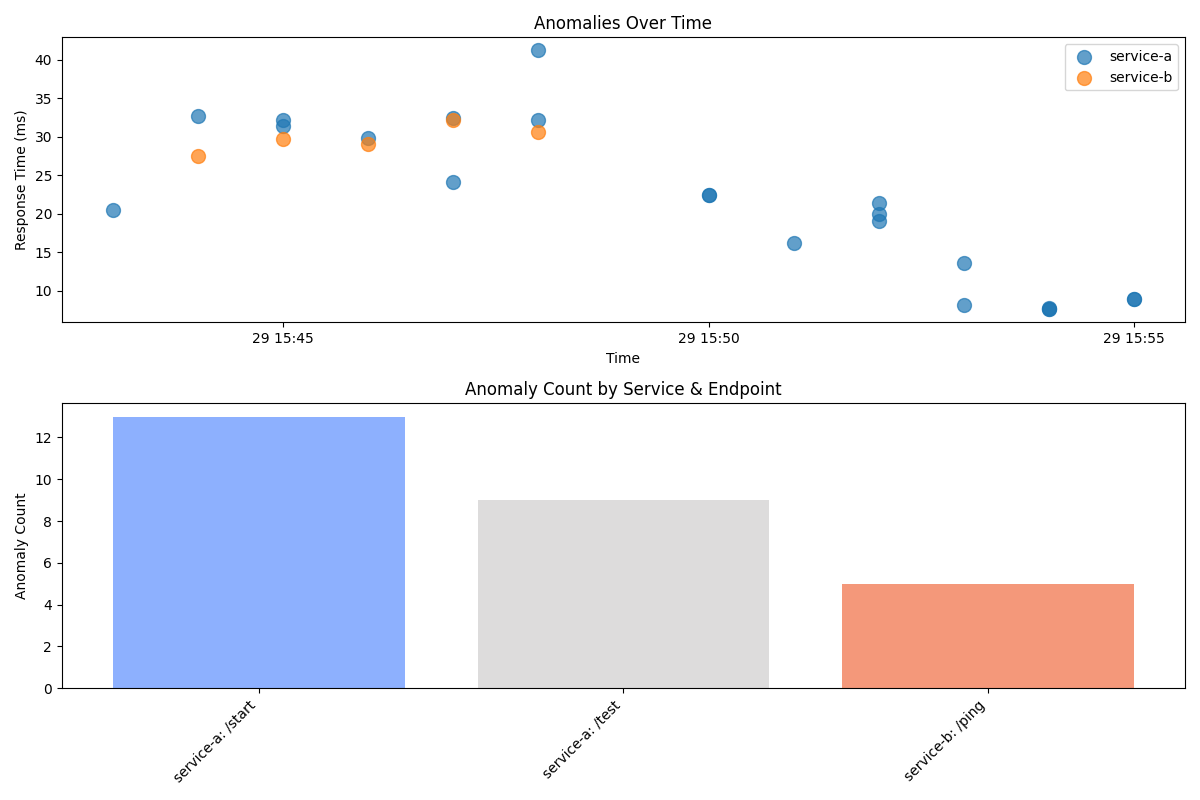 Anomalies Over Time
Response Time (ms)
40
35
30
25
20
15
10
service-a
service-b
29 15:45
29 15:50
29 15:55
Time
Anomaly Count by Service & Endpoint
Anomaly Count
12
10
8
6
4
2
0
service-a: /start
service-a: /test
service-b: /ping